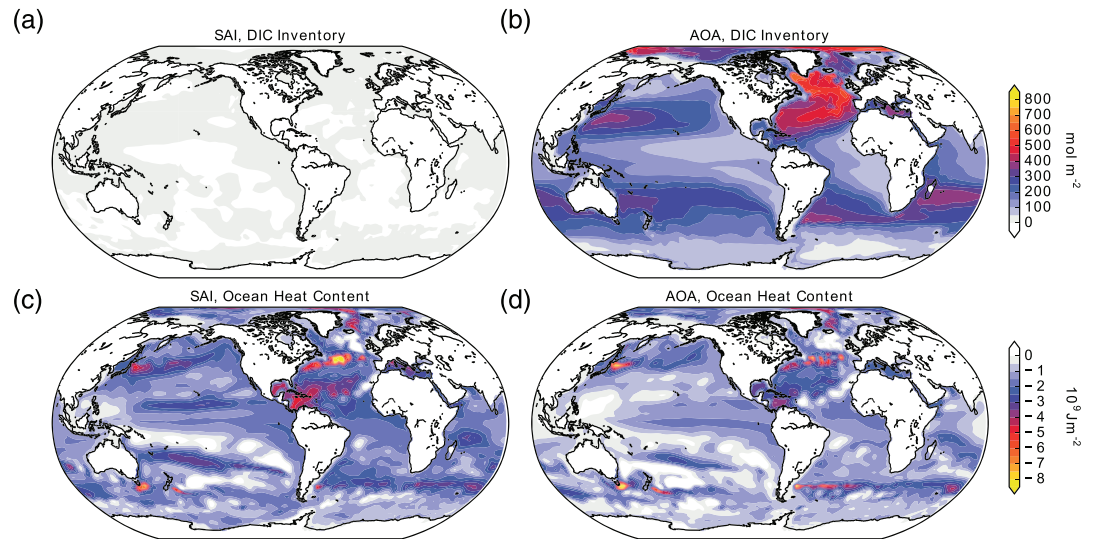 (a)
SAI, DIC Inventory
(b)
AOA, DIC Inventory
800
700
600
500
400
300
200
100
0
mol m⁻²
(c)
SAI, Ocean Heat Content
(d)
AOA, Ocean Heat Content
0
−1
−2
−3
−4
−5
−6
−7
−8
10⁹ Jm⁻²